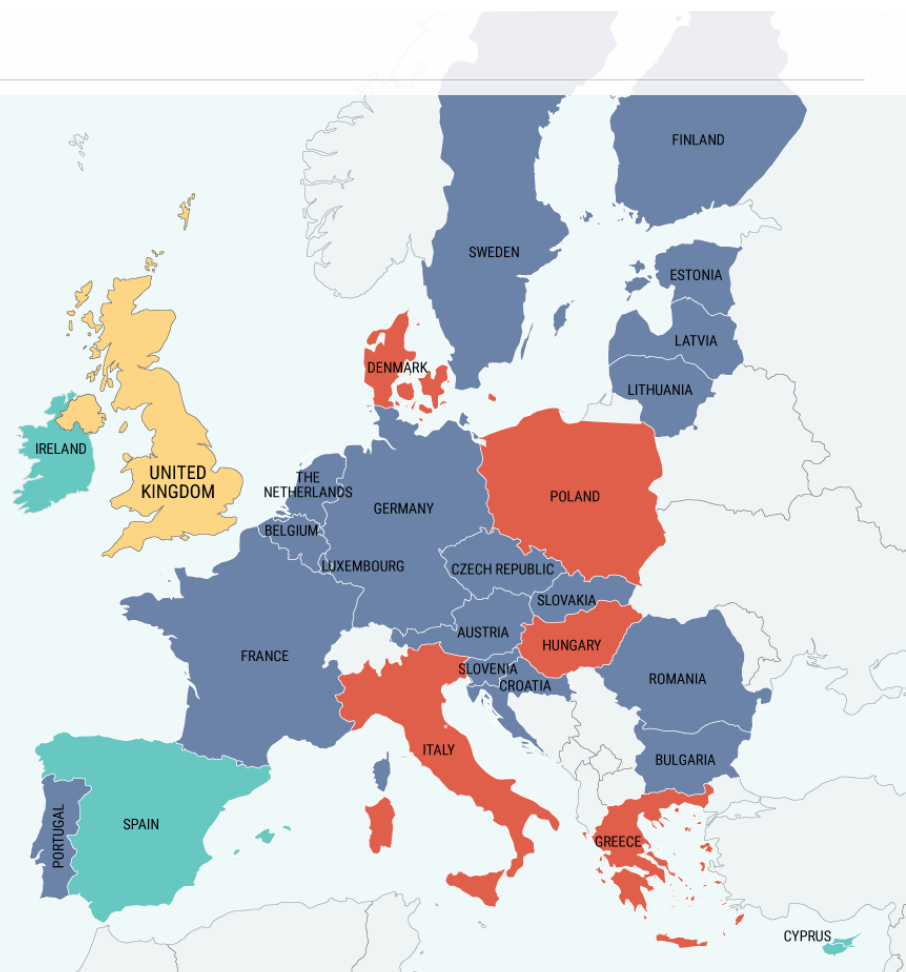 FINLAND
SWEDEN
ESTONIA
LATVIA
DENMARK
LITHUANIA
IRELAND
UNITED
KINGDOM
THE
NETHERLANDS
POLAND
GERMANY
BELGIUM
LUXEMBOURG
CZECH REPUBLIC
SLOVAKIA
AUSTRIA
HUNGARY
FRANCE
SLOVENIA
ROMANIA
CROATIA
ITALY
BULGARIA
SPAIN
PORTUGAL
GREECE
CYPRUS